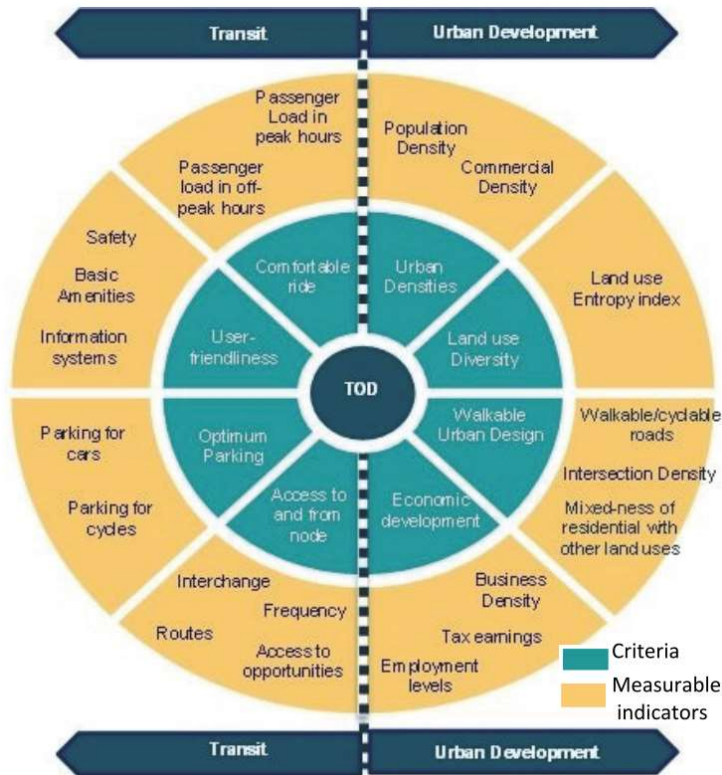 Transit
Urban Development
Passenger
Load in
peak hours
Passenger
load in off-
peak hours
Population
Density
Commercial
Density
Safety
Basic
Amenities
Information
systems
Comfortable
ride
Urban
Densities
Land use
Entropy index
User-
friendliness
Land use
Diversity
TOD
Parking for
cars
Parking for
cycles
Optimum
Parking
Walkable
Urban Design
Walkable/cyclable
roads
Intersection Density
Mixed-ness of
residential with
other land uses
Access to
and from
node
Economic
development
Interchange
Frequency
Routes
Access to
opportunities
Business
Density
Tax earnings
Employment
levels
Criteria
Measurable
indicators
Transit
Urban Development